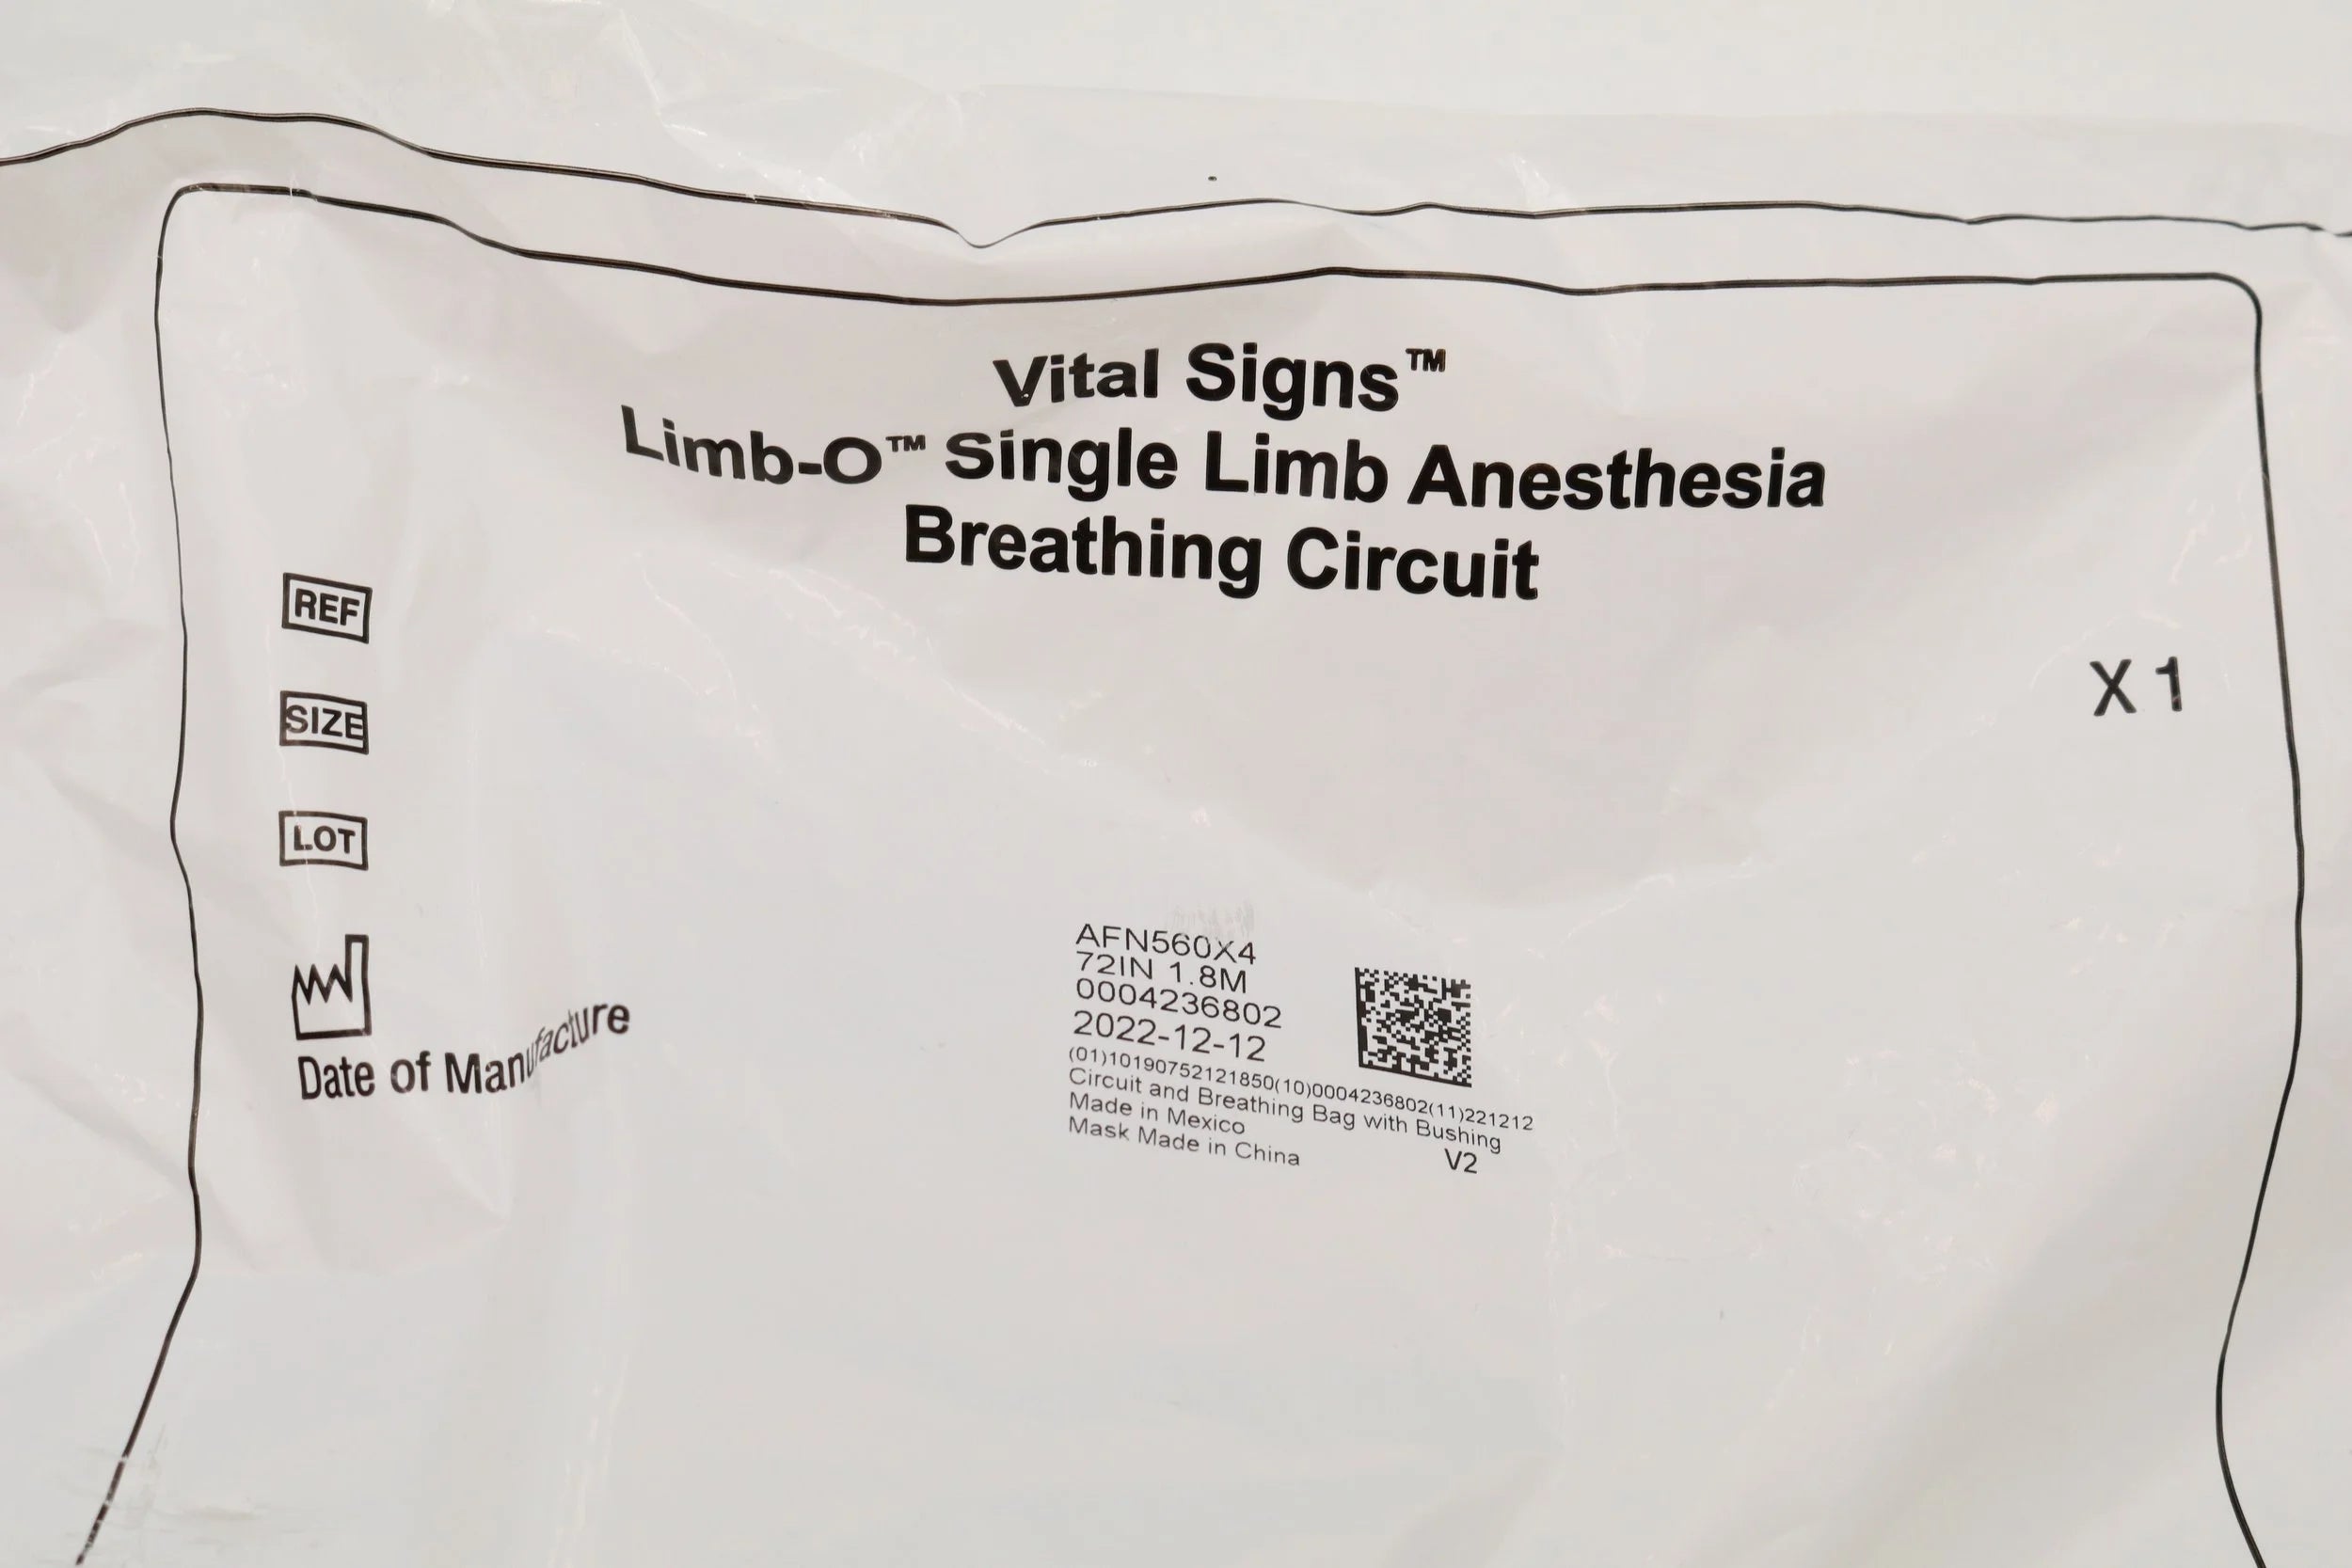 Vital Signs™
Limb-O™ Single Limb Anesthesia
Breathing Circuit
REF
X 1
SIZE
LOT
AFN560X4
72IN 1.8M
0004236802
2022-12-12
Date of Manufacture
(01)10190752121850(10)0004236802(11)221212
Circuit and Breathing Bag with Bushing
Made in Mexico
Mask Made in China
V2